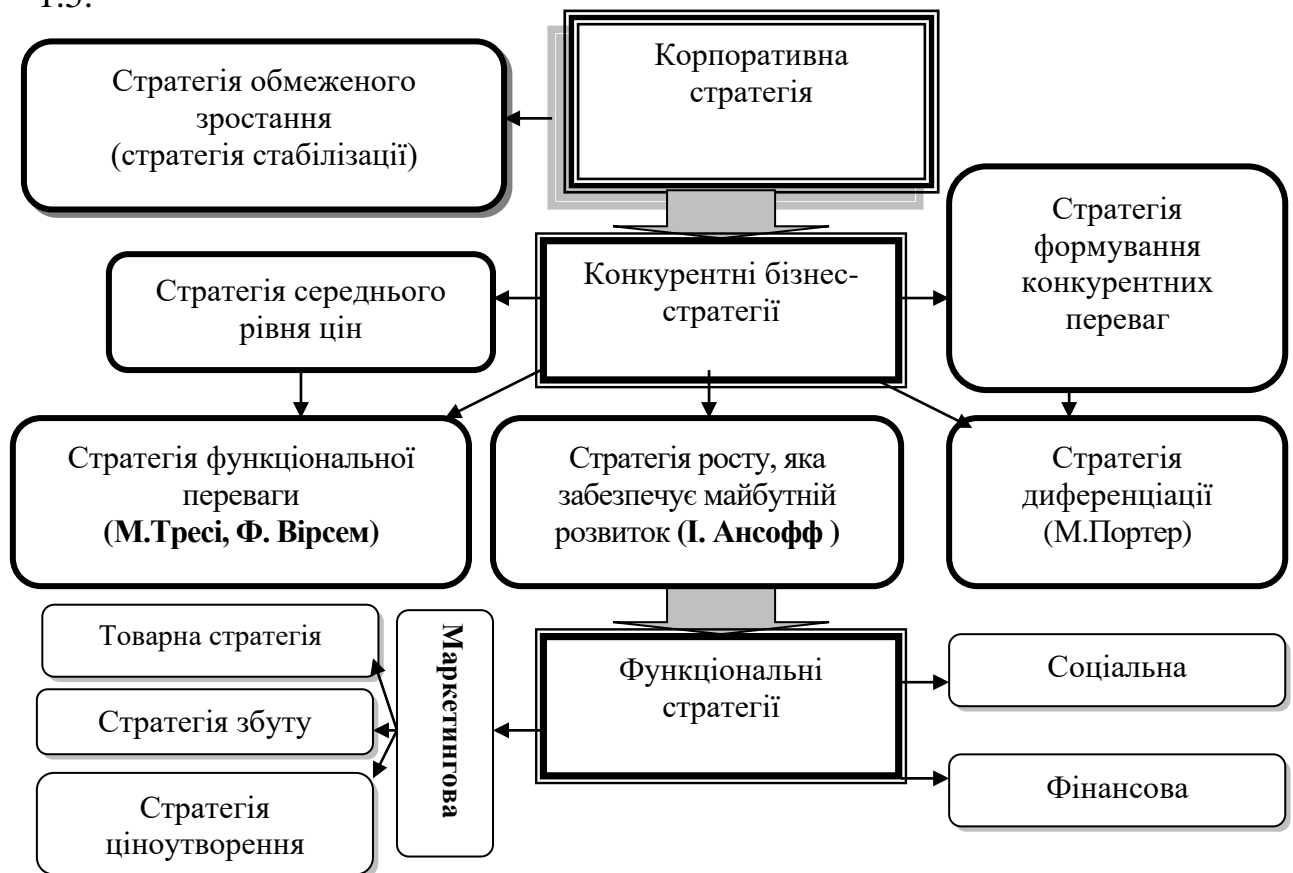 1.5.
Корпоративна
стратегія
Стратегія обмеженого
зростання
(стратегія стабілізації)
Стратегія
формування
конкурентних
переваг
Конкурентні бізнес-
стратегії
Стратегія середнього
рівня цін
Стратегія функціональної
переваги
(М.Тресі, Ф. Вірсем)
Стратегія росту, яка
забезпечує майбутній
розвиток (І. Ансофф )
Стратегія
диференціації
(М.Портер)
Товарна стратегія
Стратегія збуту
Стратегія
ціноутворення
Маркетингова
Функціональні
стратегії
Соціальна
Фінансова